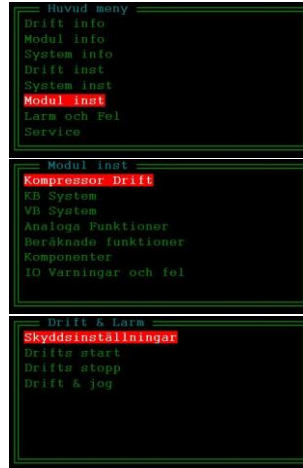 Huvud meny
Drift info
Modul info
System info
Drift inst
System inst
Modul inst
Larm och Fel
Service
Modul inst
Kompressor Drift
KB System
VB System
Analoga Funktioner
Beräknade funktioner
Komponenter
IO Varningar och fel
Drift & Larm
Skyddsinställningar
Drifts start
Drifts stopp
Drift & jog